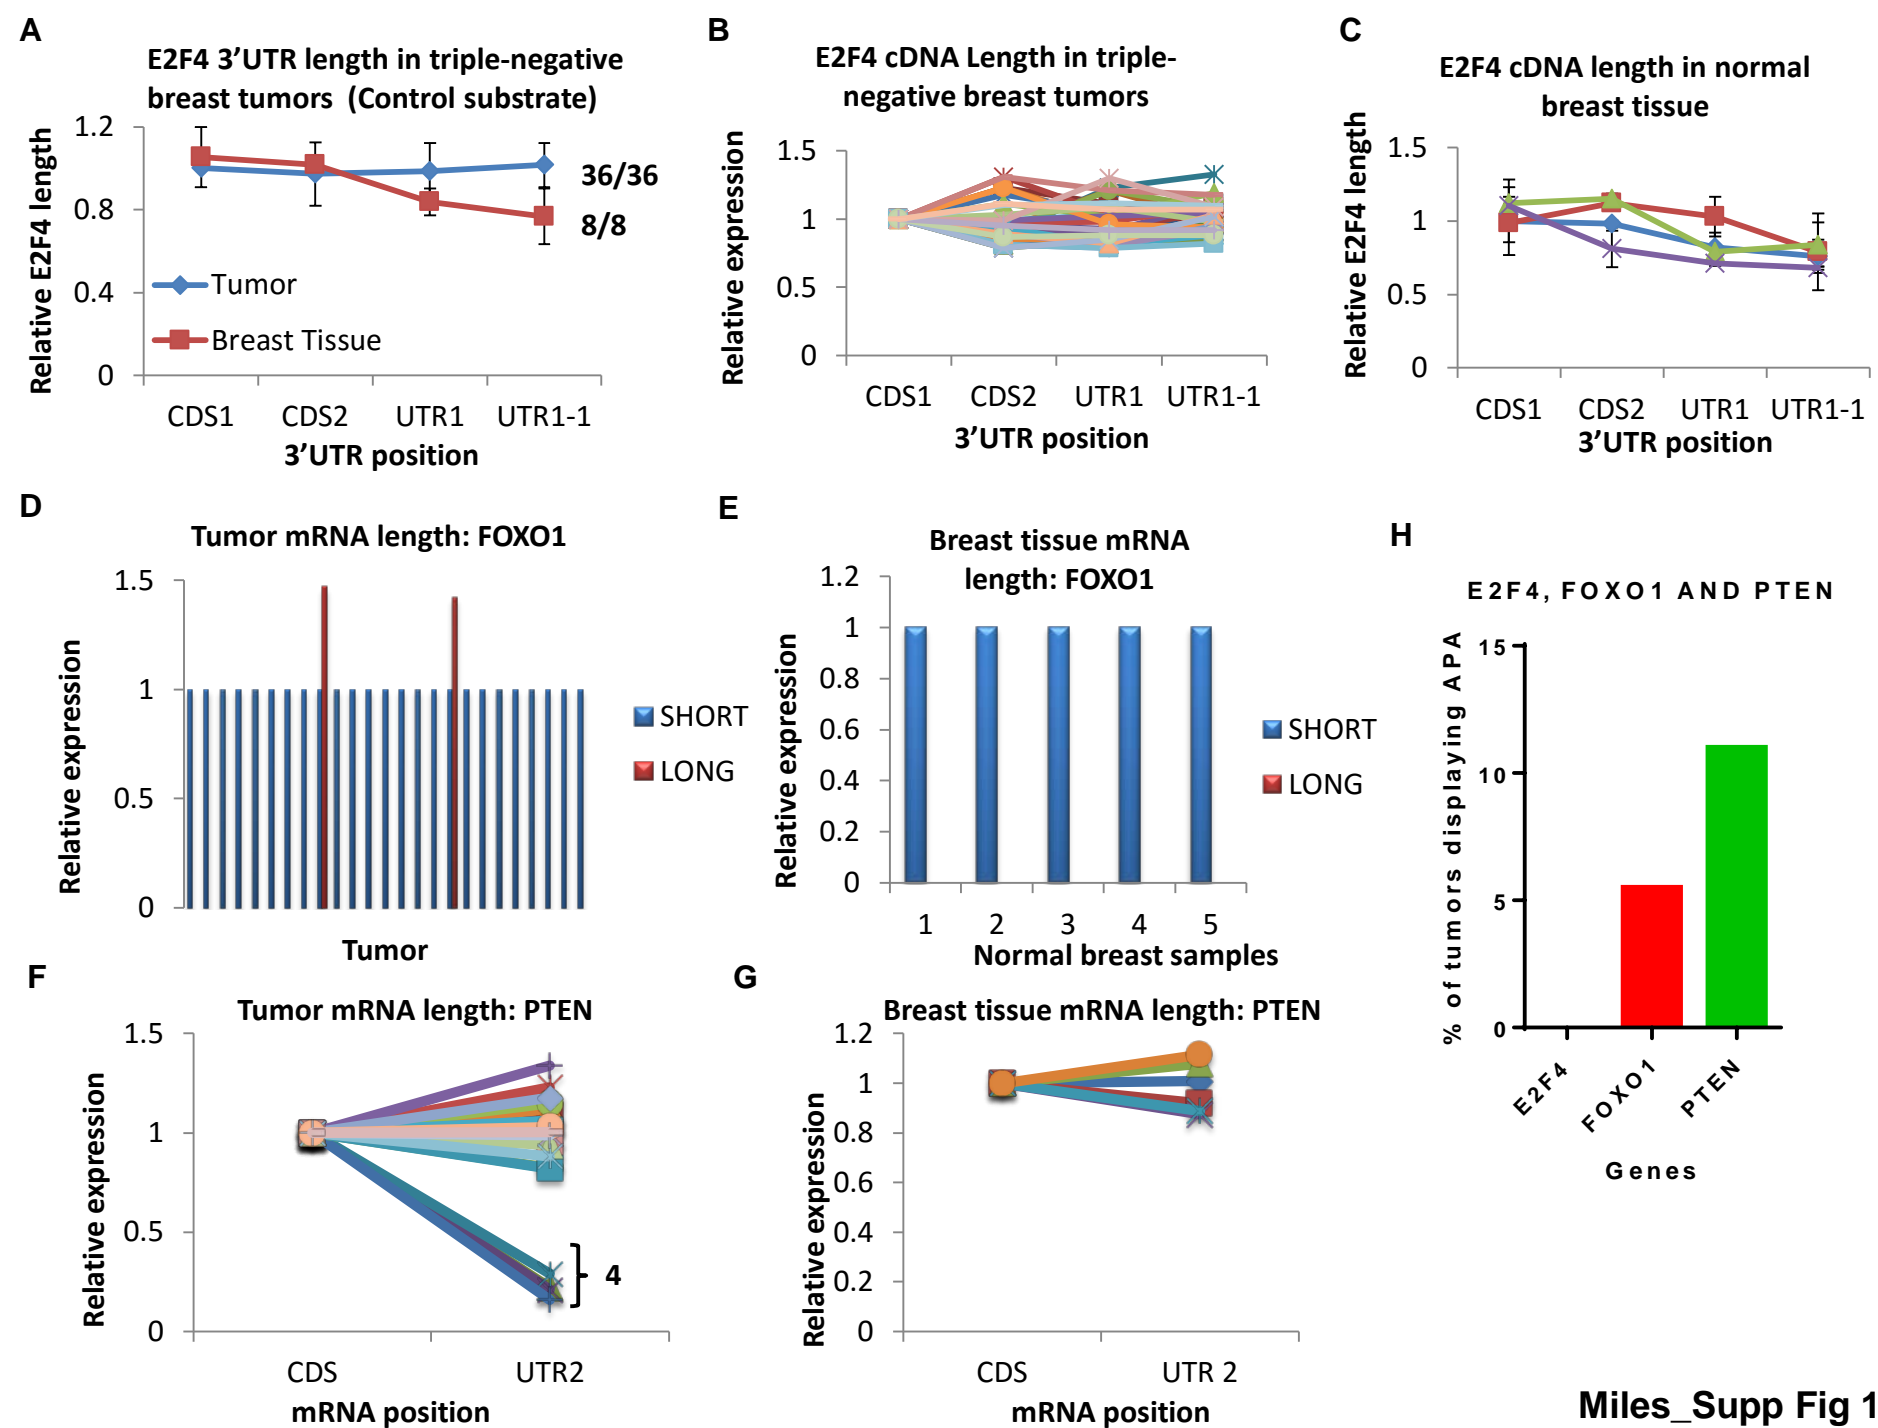 A
E2F4 3’UTR length in triple-negative
breast tumors (Control substrate)
Relative E2F4 length
1.2
0.8
0.4
0
36/36
8/8
Tumor
Breast Tissue
CDS1 CDS2 UTR1 UTR1-1
3’UTR position
B
E2F4 cDNA Length in triple-
negative breast tumors
Relative expression
1.5
1
0.5
0
CDS1 CDS2 UTR1 UTR1-1
3’UTR position
C
E2F4 cDNA length in normal
breast tissue
Relative E2F4 length
1.5
1
0.5
0
CDS1 CDS2 UTR1 UTR1-1
3’UTR position
D
Tumor mRNA length: FOXO1
Relative expression
1.5
1
0.5
0
SHORT
LONG
Tumor
E
Breast tissue mRNA
length: FOXO1
Relative expression
1.2
1
0.8
0.6
0.4
0.2
0
SHORT
LONG
1 2 3 4 5
Normal breast samples
F
Tumor mRNA length: PTEN
Relative expression
1.5
1
0.5
0
4
CDS UTR2
mRNA position
G
Breast tissue mRNA length: PTEN
Relative expression
1.2
1
0.8
0.6
0.4
0.2
0
CDS UTR 2
mRNA position
H
E2F4, FOXO1 AND PTEN
% of tumors displaying APA
15
10
5
0
E2F4
FOXO1
PTEN
Genes
Miles_Supp Fig 1